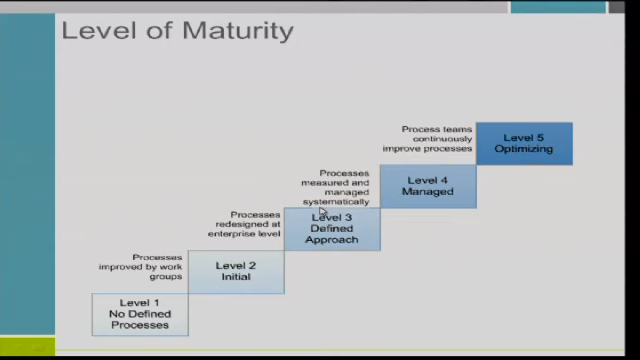 Level of Maturity
Process teams
continuously
improve processes
Level 5
Optimizing
Processes
measured and
managed
systematically
Level 4
Managed
Processes
redesigned at
enterprise level
Level 3
Defined
Approach
Processes
improved by work
groups
Level 2
Initial
Level 1
No Defined
Processes